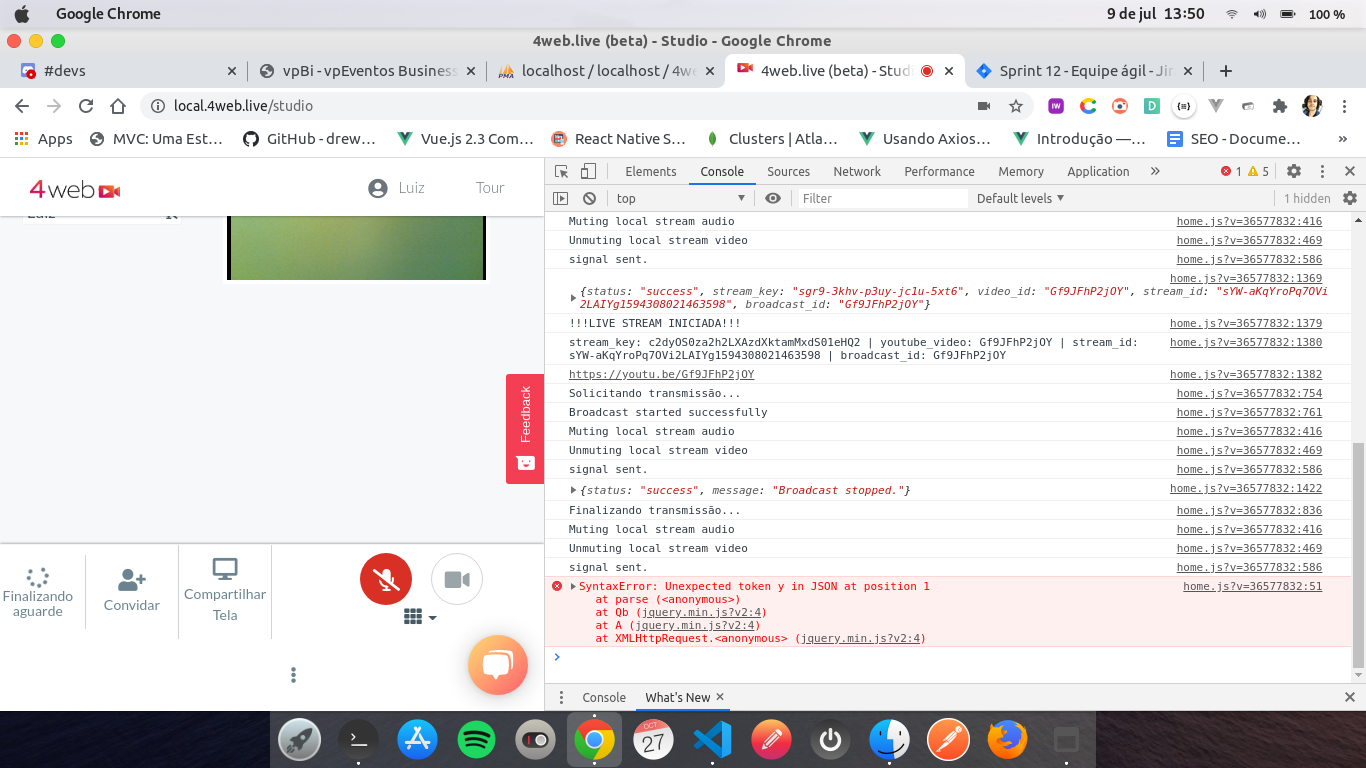 Google Chrome
9 de jul 13:50
100 %
4web.live (beta) - Studio - Google Chrome
#devs
vpBi - vpEventos Business
localhost / localhost / 4we
4web.live (beta) - Studi
Sprint 12 - Equipe ágil - Jir
local.4web.live/studio
Apps
MVC: Uma Est...
GitHub - drew...
Vue.js 2.3 Com...
React Native S...
Clusters | Atla...
Usando Axios...
Introdução —...
SEO - Docume...
4web
Luiz
Tour
Luiz
Feedback
Finalizando
aguarde
Convidar
Compartilhar
Tela
Elements
Console
Sources
Network
Performance
Memory
Application
1
5
top
Filter
Default levels
1 hidden
Muting local stream audio home.js?v=36577832:416
Unmuting local stream video home.js?v=36577832:469
signal sent. home.js?v=36577832:586
home.js?v=36577832:1369
{status: "success", stream_key: "sgr9-3khv-p3uy-jc1u-5xt6", video_id: "Gf9JFhP2jOY", stream_id: "sYW-aKqYroPq7OVi
2LAIYg1594308021463598", broadcast_id: "Gf9JFhP2jOY"}
!!!LIVE STREAM INICIADA!!! home.js?v=36577832:1379
stream_key: c2dyOS0za2h2LXAzdXktamMxdS01eHQ2 | youtube_video: Gf9JFhP2jOY | stream_id: home.js?v=36577832:1380
sYW-aKqYroPq7OVi2LAIYg1594308021463598 | broadcast_id: Gf9JFhP2jOY
https://youtu.be/Gf9JFhP2jOY home.js?v=36577832:1382
Solicitando transmissão... home.js?v=36577832:754
Broadcast started successfully home.js?v=36577832:761
Muting local stream audio home.js?v=36577832:416
Unmuting local stream video home.js?v=36577832:469
signal sent. home.js?v=36577832:586
{status: "success", message: "Broadcast stopped."} home.js?v=36577832:1422
Finalizando transmissão... home.js?v=36577832:836
Muting local stream audio home.js?v=36577832:416
Unmuting local stream video home.js?v=36577832:469
signal sent. home.js?v=36577832:586
SyntaxError: Unexpected token y in JSON at position 1 home.js?v=36577832:51
at parse (<anonymous>)
at Qb (jquery.min.js?v2:4)
at A (jquery.min.js?v2:4)
at XMLHttpRequest.<anonymous> (jquery.min.js?v2:4)
Console
What's New
OCT
27